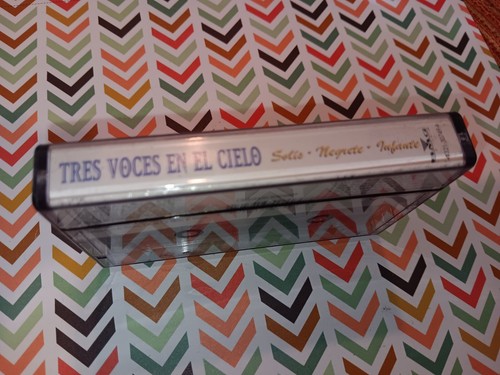 TRES VOCES EN EL CIELO Solis - Negrete - Infante